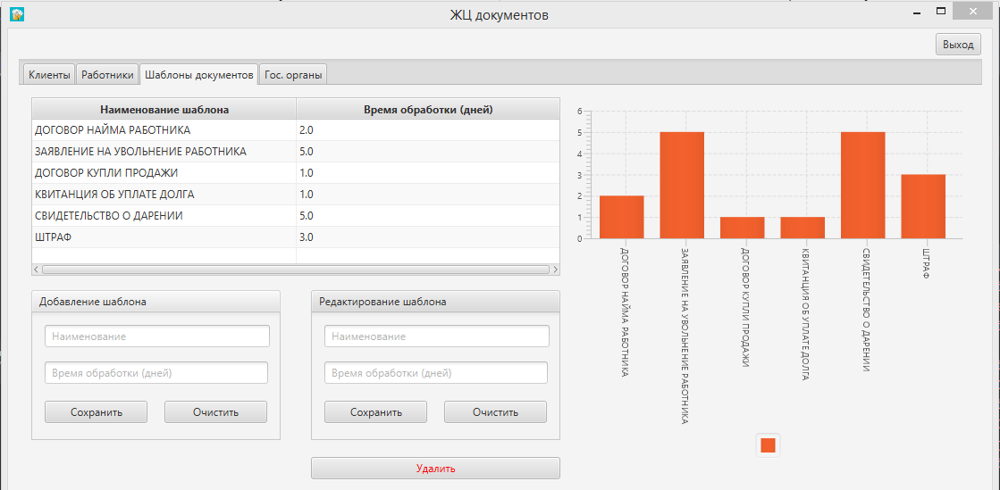 ЖЦ документов
Выход
Клиенты Работники Шаблоны документов Гос. органы
Наименование шаблона Время обработки (дней)
ДОГОВОР НАЙМА РАБОТНИКА 2.0
ЗАЯВЛЕНИЕ НА УВОЛЬНЕНИЕ РАБОТНИКА 5.0
ДОГОВОР КУПЛИ ПРОДАЖИ 1.0
КВИТАНЦИЯ ОБ УПЛАТЕ ДОЛГА 1.0
СВИДЕТЕЛЬСТВО О ДАРЕНИИ 5.0
ШТРАФ 3.0
Добавление шаблона
Наименование
Время обработки (дней)
Сохранить Очистить
Редактирование шаблона
Наименование
Время обработки (дней)
Сохранить Очистить
Удалить
6
5
4
3
2
1
0
ДОГОВОР НАЙМА РАБОТНИКА
ЗАЯВЛЕНИЕ НА УВОЛЬНЕНИЕ РАБОТНИКА
ДОГОВОР КУПЛИ ПРОДАЖИ
КВИТАНЦИЯ ОБ УПЛАТЕ ДОЛГА
СВИДЕТЕЛЬСТВО О ДАРЕНИИ
ШТРАФ